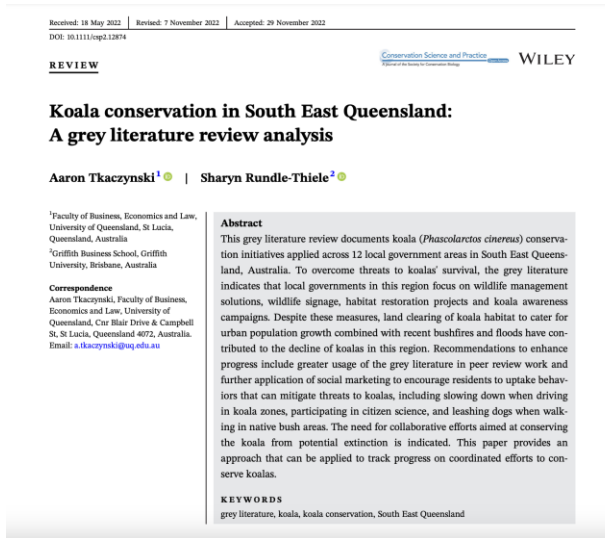 Received: 18 May 2022 | Revised: 7 November 2022 | Accepted: 29 November 2022
DOI: 10.1111/csp2.12874
REVIEW
Conservation Science and Practice
A journal of the Society for Conservation Biology
WILEY
Koala conservation in South East Queensland:
A grey literature review analysis
Aaron Tkaczynski1 | Sharyn Rundle-Thiele2
1Faculty of Business, Economics and Law,
University of Queensland, St Lucia,
Queensland, Australia
2Griffith Business School, Griffith
University, Brisbane, Australia
Correspondence
Aaron Tkaczynski, Faculty of Business,
Economics and Law, University of
Queensland, Cnr Blair Drive & Campbell
St, St Lucia, Queensland 4072, Australia.
Email: a.tkaczynski@uq.edu.au
Abstract
This grey literature review documents koala (Phascolarctos cinereus) conserva-
tion initiatives applied across 12 local government areas in South East Queens-
land, Australia. To overcome threats to koalas' survival, the grey literature
indicates that local governments in this region focus on wildlife management
solutions, wildlife signage, habitat restoration projects and koala awareness
campaigns. Despite these measures, land clearing of koala habitat to cater for
urban population growth combined with recent bushfires and floods have con-
tributed to the decline of koalas in this region. Recommendations to enhance
progress include greater usage of the grey literature in peer review work and
further application of social marketing to encourage residents to uptake behav-
iors that can mitigate threats to koalas, including slowing down when driving
in koala zones, participating in citizen science, and leashing dogs when walk-
ing in native bush areas. The need for collaborative efforts aimed at conserving
the koala from potential extinction is indicated. This paper provides an
approach that can be applied to track progress on coordinated efforts to con-
serve koalas.
KEYWORDS
grey literature, koala, koala conservation, South East Queensland